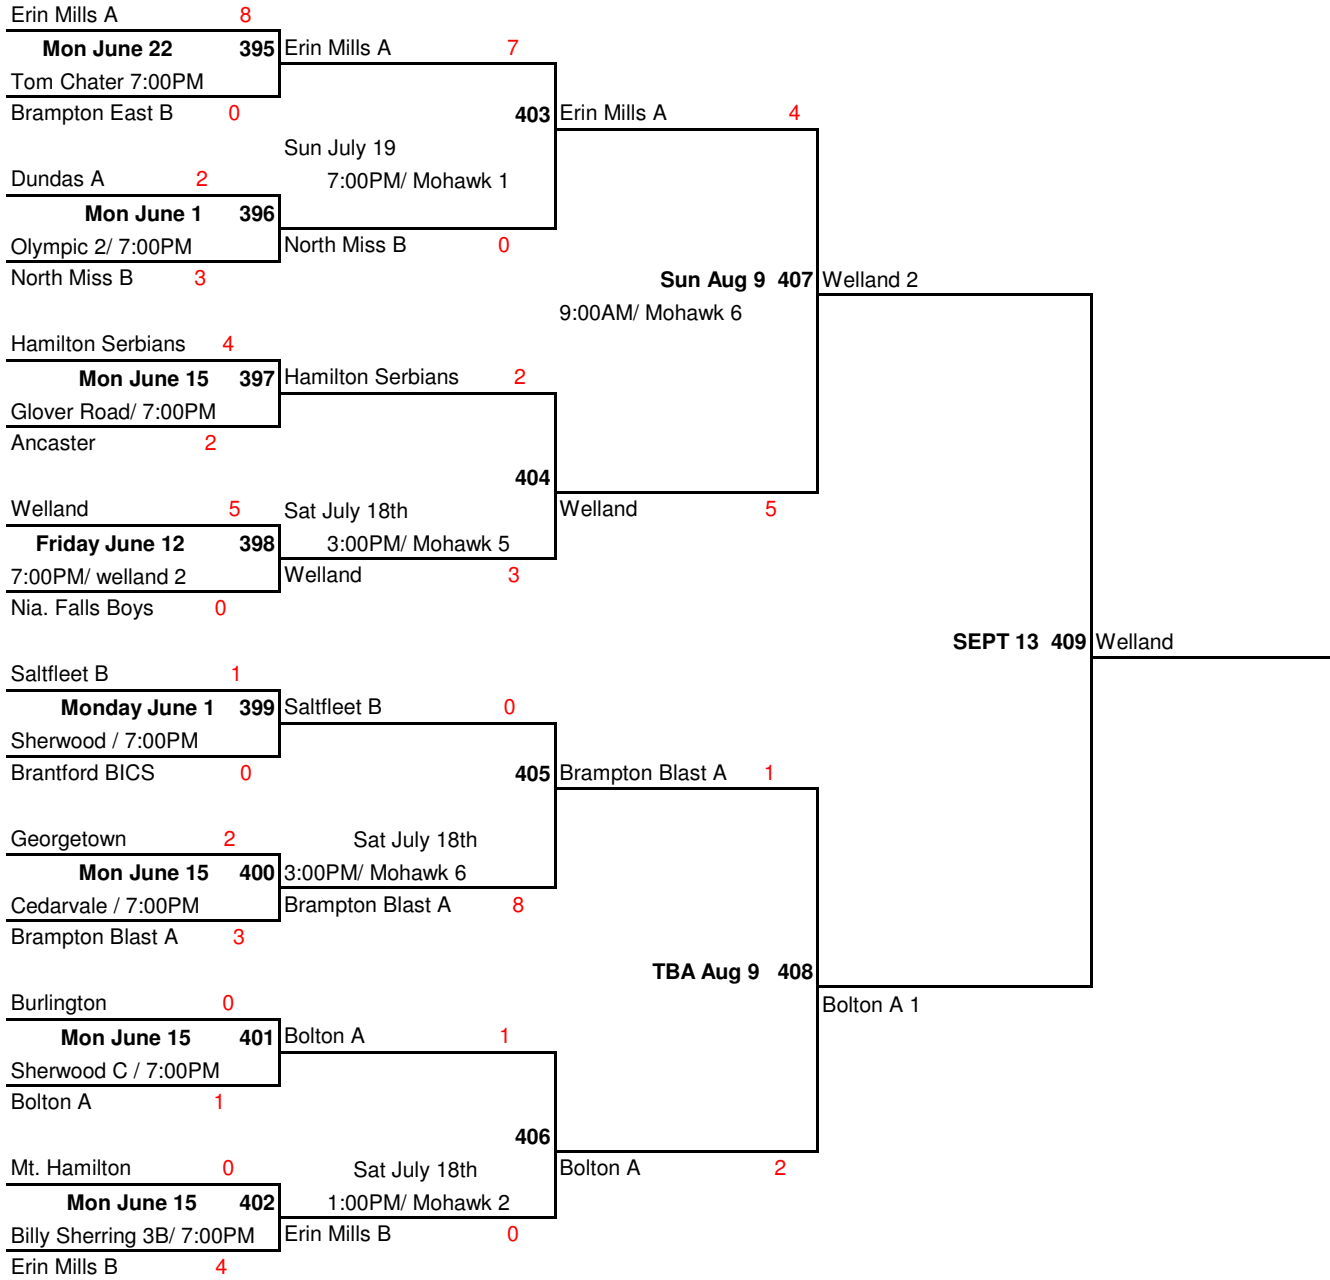 Erin Mills A 8
Mon June 22 395 Erin Mills A 7
Tom Chater 7:00PM
Brampton East B 0 403 Erin Mills A 4
Sun July 19
Dundas A 2 7:00PM/ Mohawk 1
Mon June 1 396
Olympic 2/ 7:00PM North Miss B 0
North Miss B 3 Sun Aug 9 407 Welland 2
9:00AM/ Mohawk 6
Hamilton Serbians 4
Mon June 15 397 Hamilton Serbians 2
Glover Road/ 7:00PM
Ancaster 2
404
Welland 5 Sat July 18th Welland 5
Friday June 12 398 3:00PM/ Mohawk 5
7:00PM/ welland 2 Welland 3
Nia. Falls Boys 0
SEPT 13 409 Welland
Saltfleet B 1
Monday June 1 399 Saltfleet B 0
Sherwood / 7:00PM
Brantford BICS 0 405 Brampton Blast A 1
Georgetown 2 Sat July 18th
Mon June 15 400 3:00PM/ Mohawk 6
Cedarvale / 7:00PM Brampton Blast A 8
Brampton Blast A 3
TBA Aug 9 408
Burlington 0 Bolton A 1
Mon June 15 401 Bolton A 1
Sherwood C / 7:00PM
Bolton A 1
406
Mt. Hamilton 0 Sat July 18th Bolton A 2
Mon June 15 402 1:00PM/ Mohawk 2
Billy Sherring 3B/ 7:00PM Erin Mills B 0
Erin Mills B 4